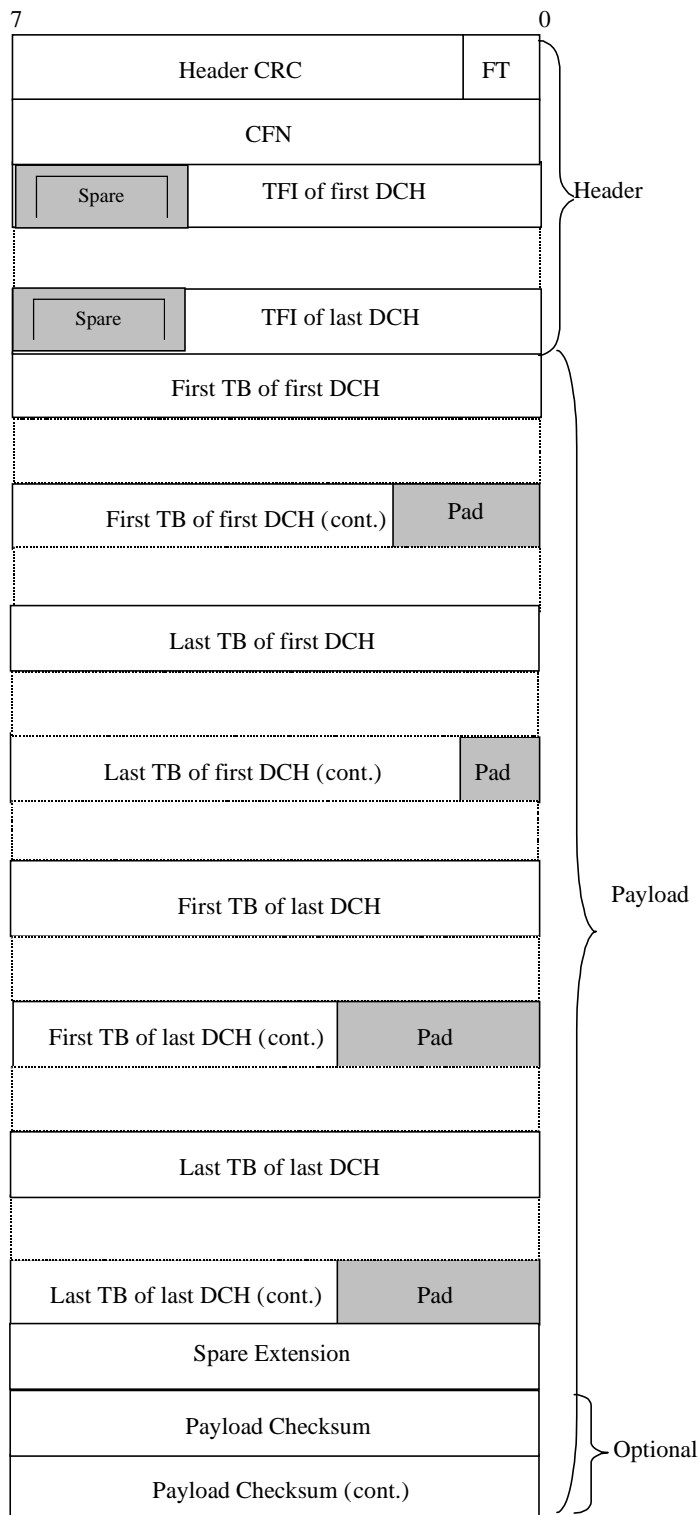 7 0
Header CRC FT
CFN
Spare TFI of first DCH
Header
Spare TFI of last DCH
First TB of first DCH
First TB of first DCH (cont.) Pad
Last TB of first DCH
Last TB of first DCH (cont.) Pad
First TB of last DCH
Payload
First TB of last DCH (cont.) Pad
Last TB of last DCH
Last TB of last DCH (cont.) Pad
Spare Extension
Payload Checksum
Optional
Payload Checksum (cont.)